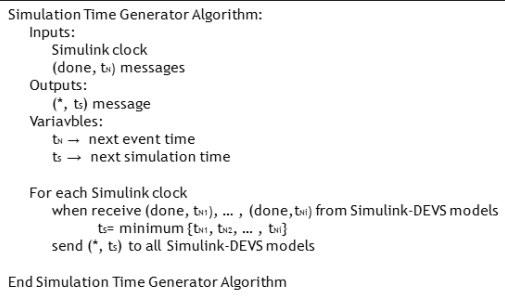 Simulation Time Generator Algorithm:
Inputs:
Simulink clock
(done, tN) messages
Outputs:
(*, ts) message
Variavbles:
tN → next event time
ts → next simulation time
For each Simulink clock
when receive (done, tN1), ... , (done,tNi) from Simulink-DEVS models
ts= minimum {tN1, tN2, ... , tNi}
send (*, ts) to all Simulink-DEVS models
End Simulation Time Generator Algorithm